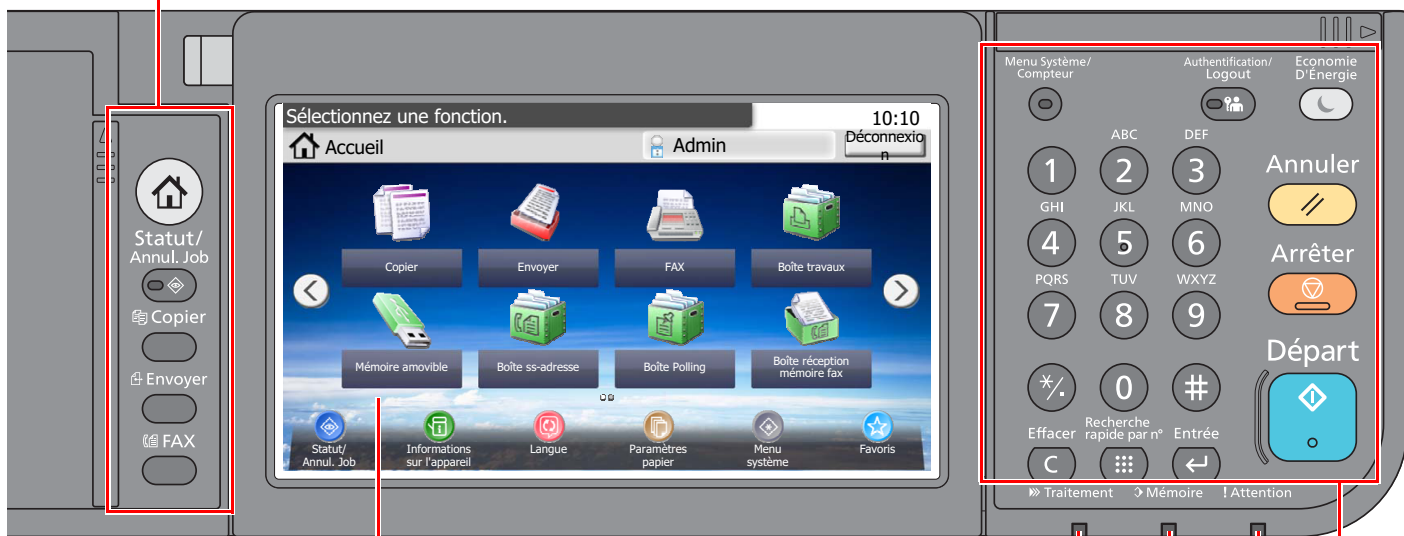 Statut/
Annul. Job
Copier
Envoyer
FAX
Sélectionnez une fonction.
10:10
Accueil
Admin
Déconnexio
n
Copier
Envoyer
FAX
Boîte travaux
Mémoire amovible
Boîte ss-adresse
Boîte Polling
Boîte réception
mémoire fax
Statut/
Annul. Job
Informations
sur l'appareil
Langue
Paramètres
papier
Menu
système
Favoris
Menu Système/
Compteur
Authentification/
Logout
Economie
D'Énergie
ABC
DEF
1
2
3
Annuler
GHI
JKL
MNO
4
5
6
Arrêter
PQRS
TUV
WXYZ
7
8
9
Départ
*/.
0
#
Effacer
Recherche
rapide par n°
Entrée
C
Traitement
Mémoire
! Attention